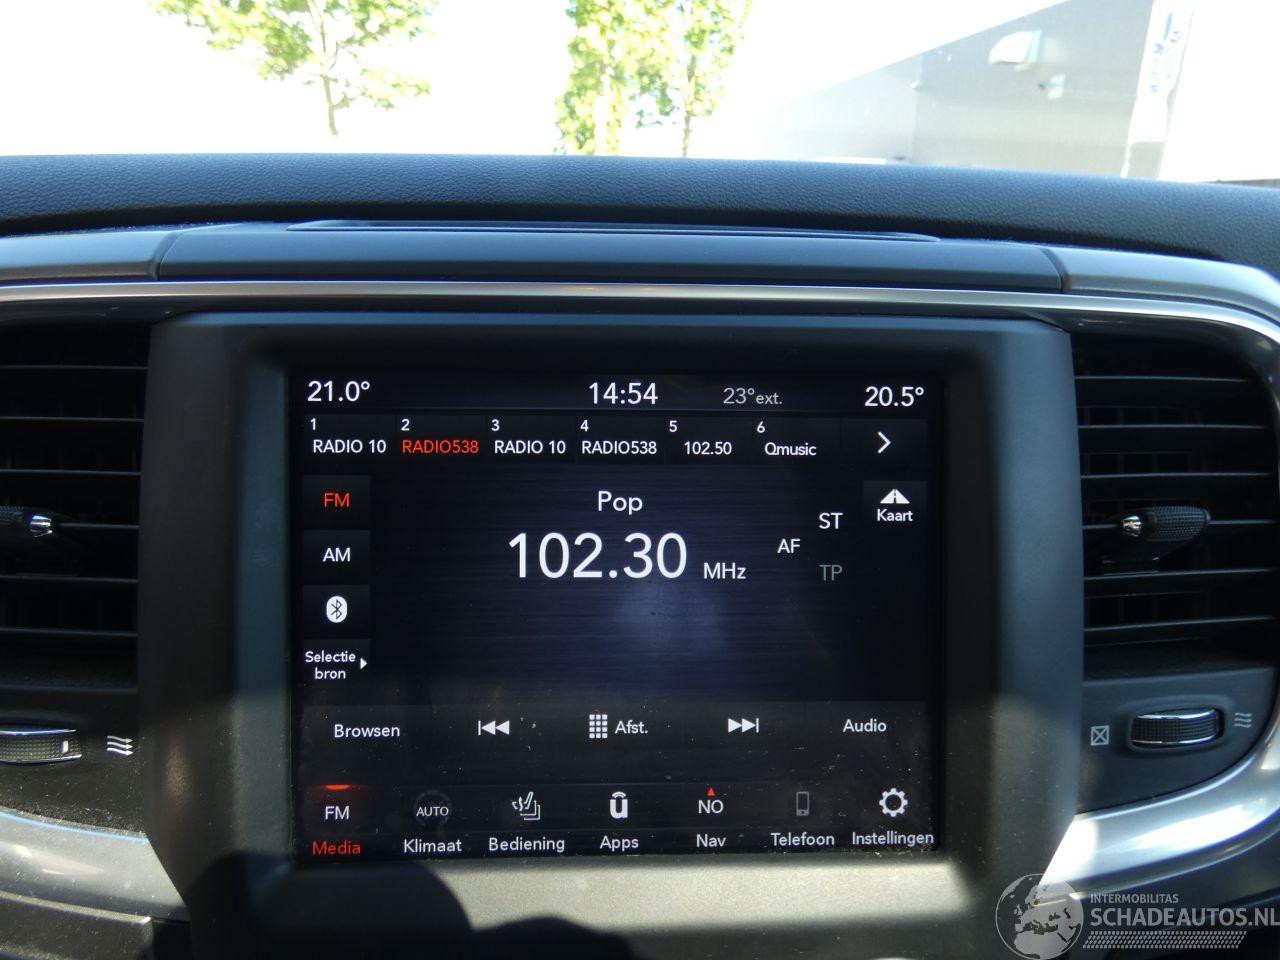 21.0° 14:54 23°ext. 20.5°
1 2 3 4 5 6
RADIO 10 RADIO538 RADIO 10 RADIO538 102.50 Qmusic
FM
Pop
Kaart
ST
AM
102.30 MHz
AF
TP
Selectie
bron
Browsen
Afst.
Audio
FM AUTO NO
Media Klimaat Bediening Apps Nav Telefoon Instellingen
INTERMOBILITAS
SCHADEAUTOS.NL